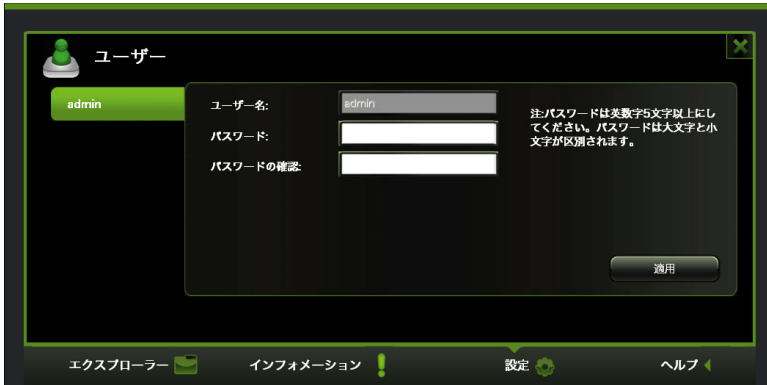 ユーザー
admin
ユーザー名:
admin
パスワード:
パスワードの確認:
注:パスワードは英数字5文字以上にし
てください。パスワードは大文字と小
文字が区別されます。
適用
エクスプローラー
インフォメーション
設定
ヘルプ